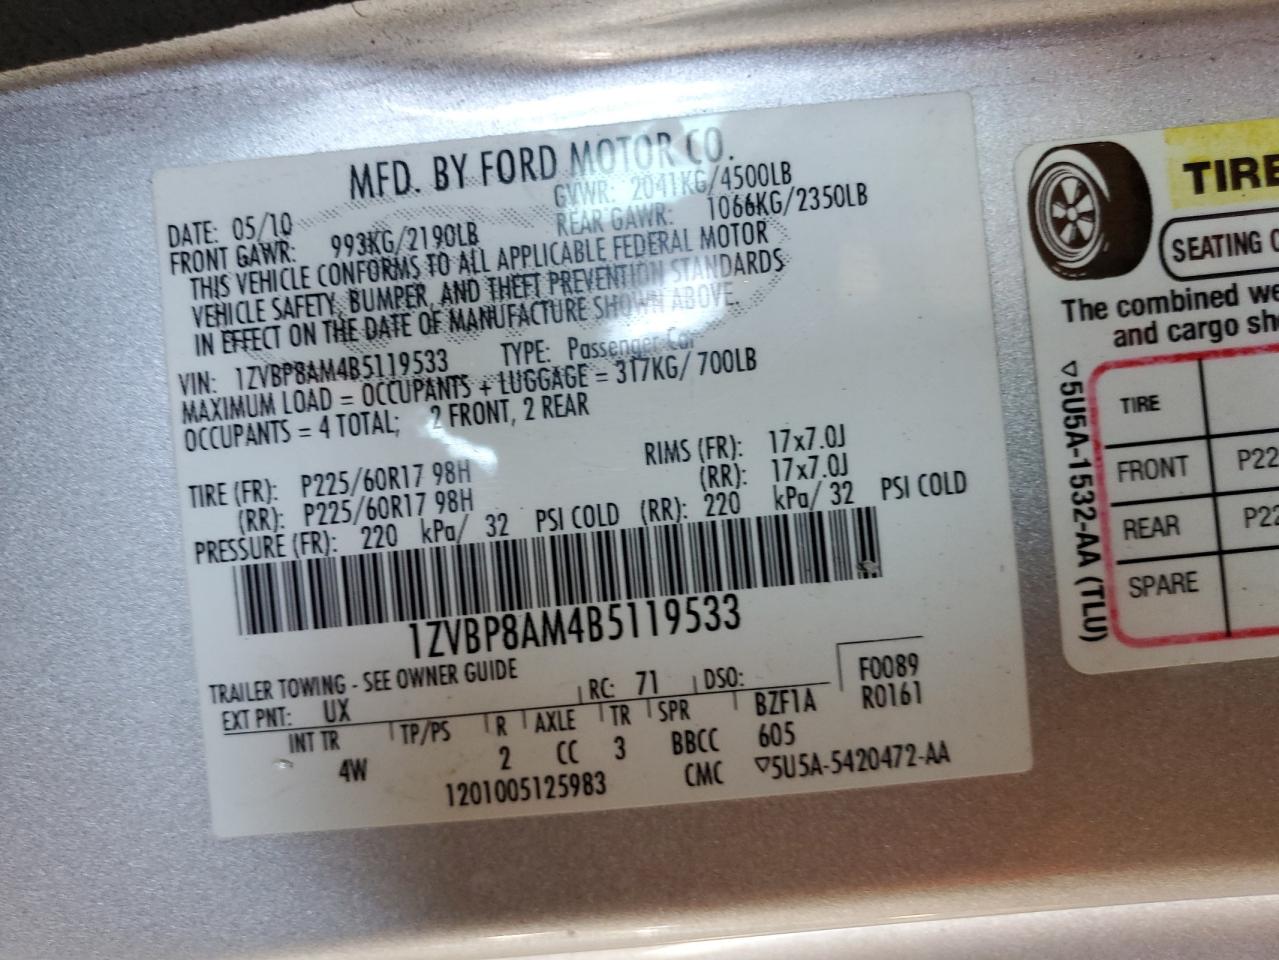 MFD. BY FORD MOTOR CO.
DATE: 05/10 GVWR: 2041KG/4500LB
FRONT GAWR: 993KG/2190LB REAR GAWR: 1066KG/2350LB
THIS VEHICLE CONFORMS TO ALL APPLICABLE FEDERAL MOTOR
VEHICLE SAFETY, BUMPER, AND THEFT PREVENTION STANDARDS
IN EFFECT ON THE DATE OF MANUFACTURE SHOWN ABOVE.
VIN: 1ZVBP8AM4B5119533 TYPE: Passenger Car
MAXIMUM LOAD = OCCUPANTS + LUGGAGE = 317KG/ 700LB
OCCUPANTS = 4 TOTAL; 2 FRONT, 2 REAR
TIRE (FR): P225/60R17 98H RIMS (FR): 17x7.0J
(RR): P225/60R17 98H (RR): 17x7.0J
PRESSURE (FR): 220 kPa/ 32 PSI COLD (RR): 220 kPa/ 32 PSI COLD
1ZVBP8AM4B5119533
TRAILER TOWING - SEE OWNER GUIDE
EXT PNT: UX RC: 71 DSO: F0089
INT TR TP/PS R AXLE TR SPR BZF1A R0161
4W 2 CC 3 BBCC 605
1201005125983 CMC ▽5U5A-5420472-AA
TIRE
SEATING
The combined
and cargo
▽5U5A-1532-AA (TLU)
TIRE
FRONT P22
REAR P22
SPARE